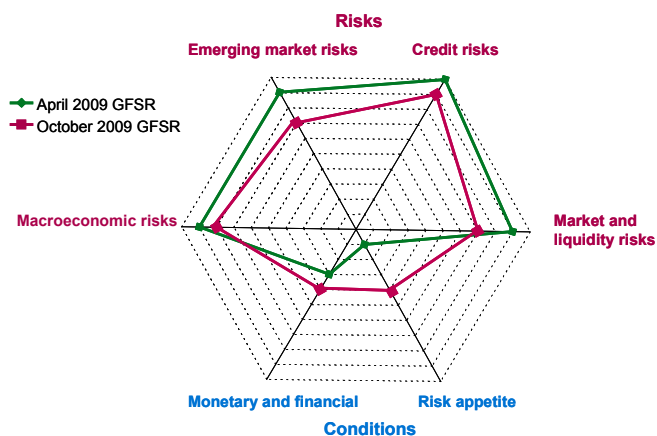 Risks
Emerging market risks
Credit risks
April 2009 GFSR
October 2009 GFSR
Macroeconomic risks
Market and
liquidity risks
Monetary and financial
Risk appetite
Conditions